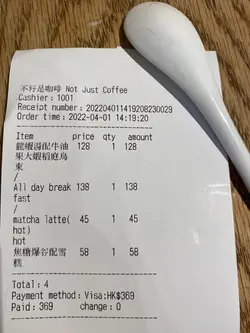 不只是咖啡 Not Just Coffee
Cashier: 1001
Receipt number: 202204011419208230029
Order time: 2022-04-01 14:19:20
Item price qty amount
龍蝦湯配牛油 128 1 128
果大蝦稻庭烏
東
/
All day break 138 1 138
fast
/
matcha latte( 45 1 45
hot)
hot
焦糖爆谷配雪 58 1 58
糕
Total: 4
Payment method: Visa:HK$369
Paid: 369 change: 0